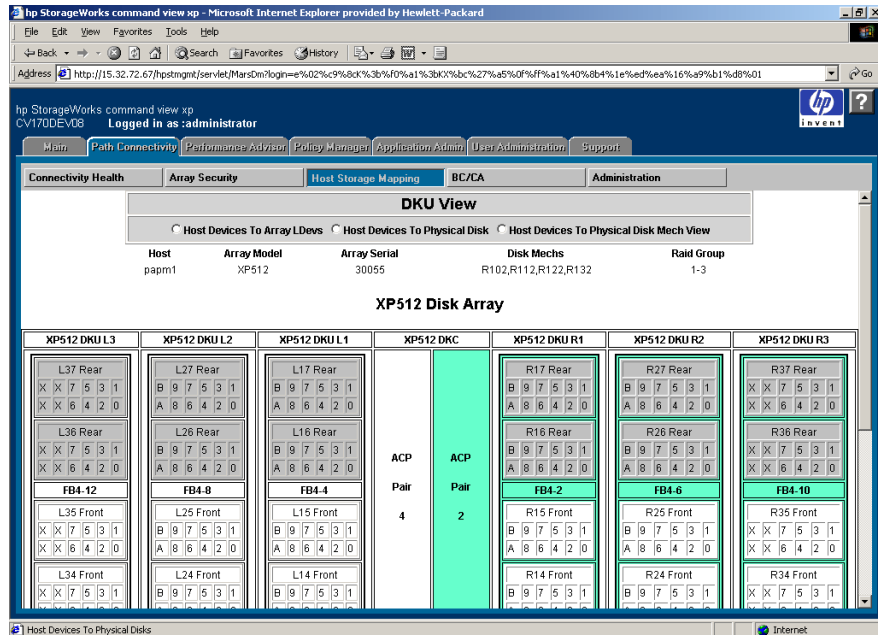 hp StorageWorks command view xp - Microsoft Internet Explorer provided by Hewlett-Packard
File Edit View Favorites Tools Help
Back Search Favorites History
Address http://15.32.72.67/hpstmgmt/servlet/MarsDm?login=e%02%c9%8cK%3b%f0%a1%3bKX%bc%27%a5%0f%ff%a1%40%8b4%1e%ed%ea%16%a9%b1%d8%01 Go
hp StorageWorks command view xp
CV170DEV08 Logged in as :administrator
hp invent ?
Main Path Connectivity Performance Advisor Policy Manager Application Admin User Administration Support
Connectivity Health Array Security Host Storage Mapping BC/CA Administration
DKU View
Host Devices To Array LDevs Host Devices To Physical Disk Host Devices To Physical Disk Mech View
Host Array Model Array Serial Disk Mechs Raid Group
papm1 XP512 30055 R102,R112,R122,R132 1-3
XP512 Disk Array
XP512 DKU L3 XP512 DKU L2 XP512 DKU L1 XP512 DKC XP512 DKU R1 XP512 DKU R2 XP512 DKU R3
L37 Rear L27 Rear L17 Rear R17 Rear R27 Rear R37 Rear
X X 7 5 3 1 B 9 7 5 3 1 B 9 7 5 3 1 B 9 7 5 3 1 B 9 7 5 3 1 X X 7 5 3 1
X X 6 4 2 0 A 8 6 4 2 0 A 8 6 4 2 0 A 8 6 4 2 0 A 8 6 4 2 0 X X 6 4 2 0
L36 Rear L26 Rear L16 Rear R16 Rear R26 Rear R36 Rear
X X 7 5 3 1 B 9 7 5 3 1 B 9 7 5 3 1 ACP ACP B 9 7 5 3 1 B 9 7 5 3 1 X X 7 5 3 1
X X 6 4 2 0 A 8 6 4 2 0 A 8 6 4 2 0 A 8 6 4 2 0 A 8 6 4 2 0 X X 6 4 2 0
FB4-12 FB4-8 FB4-4 Pair Pair FB4-2 FB4-6 FB4-10
L35 Front L25 Front L15 Front 4 2 R15 Front R25 Front R35 Front
X X 7 5 3 1 B 9 7 5 3 1 B 9 7 5 3 1 B 9 7 5 3 1 B 9 7 5 3 1 X X 7 5 3 1
X X 6 4 2 0 A 8 6 4 2 0 A 8 6 4 2 0 A 8 6 4 2 0 A 8 6 4 2 0 X X 6 4 2 0
L34 Front L24 Front L14 Front R14 Front R24 Front R34 Front
X X 7 5 3 1 B 9 7 5 3 1 B 9 7 5 3 1 B 9 7 5 3 1 B 9 7 5 3 1 X X 7 5 3 1
Host Devices To Physical Disks Internet